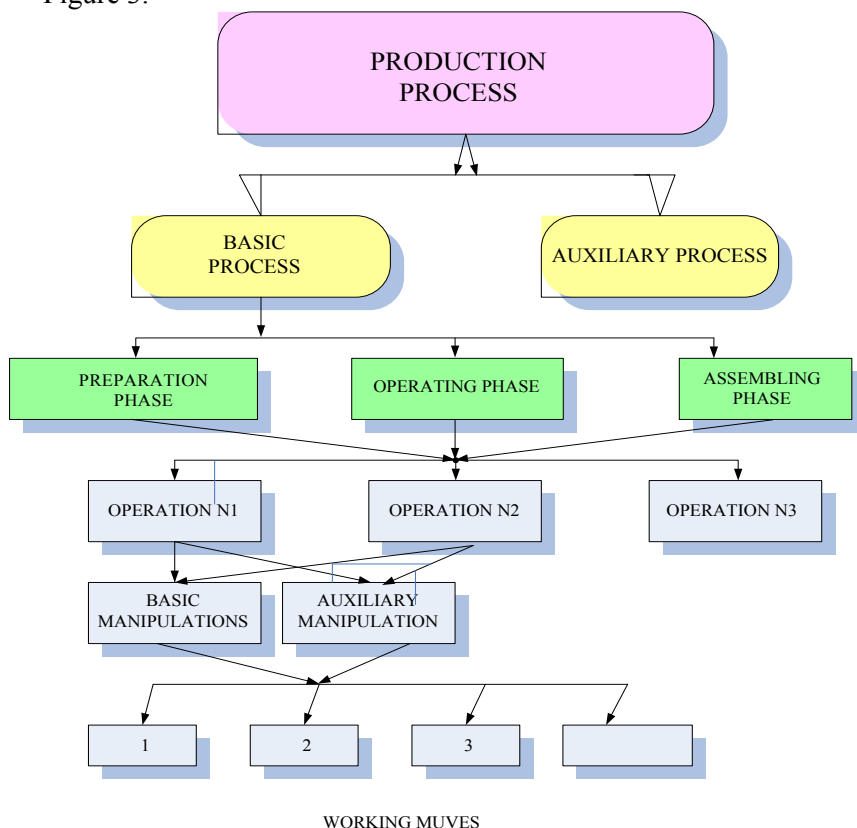 Figure 3.
PRODUCTION
PROCESS
BASIC
PROCESS
AUXILIARY PROCESS
PREPARATION
PHASE
OPERATING PHASE
ASSEMBLING
PHASE
OPERATION N1
OPERATION N2
OPERATION N3
BASIC
MANIPULATIONS
AUXILIARY
MANIPULATION
1
2
3
WORKING MUVES